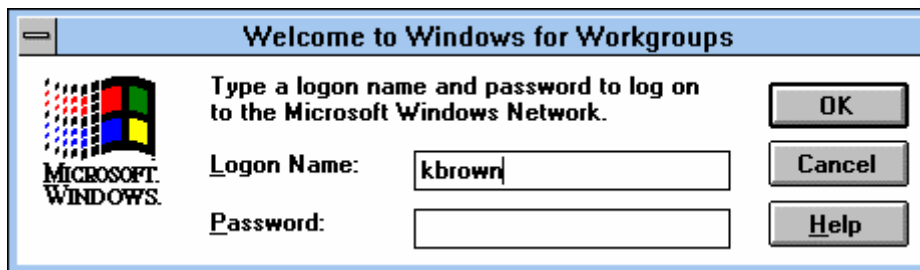 Welcome to Windows for Workgroups
Type a logon name and password to log on
to the Microsoft Windows Network.
OK
Logon Name: kbrown
Cancel
MICROSOFT.
WINDOWS.
Password:
Help